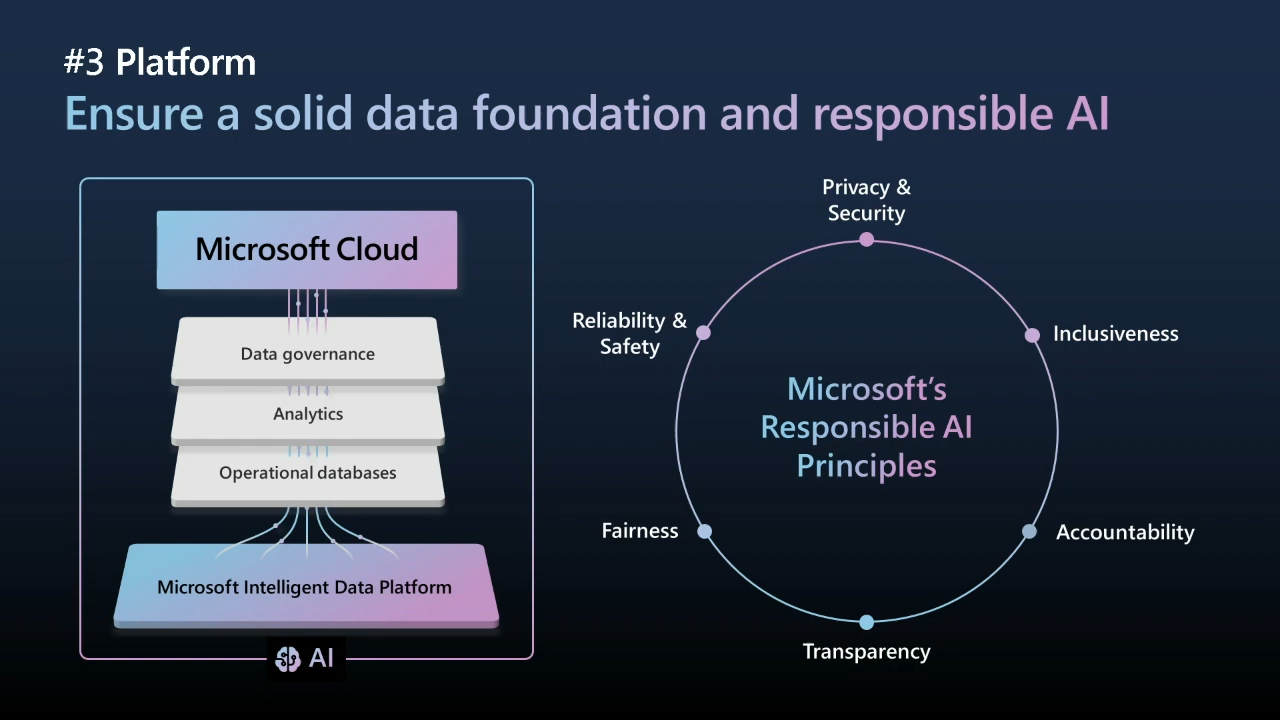 #3 Platform
Ensure a solid data foundation and responsible AI
Microsoft Cloud
Data governance
Analytics
Operational databases
Microsoft Intelligent Data Platform
AI
Privacy &
Security
Reliability &
Safety
Inclusiveness
Microsoft’s
Responsible AI
Principles
Fairness
Accountability
Transparency